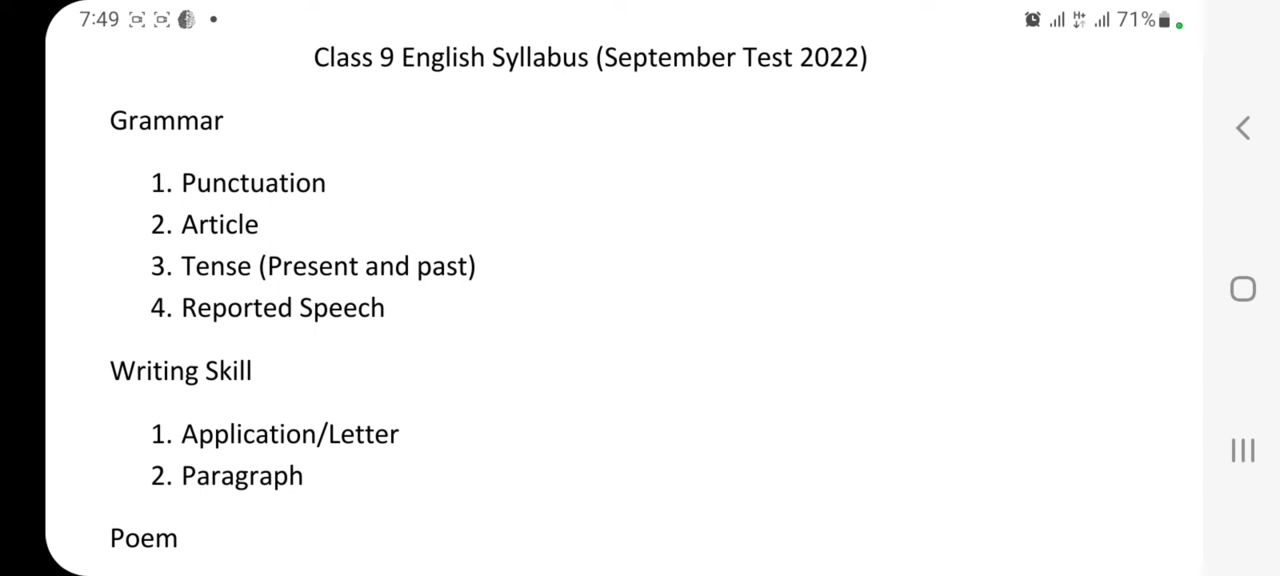 7:49
71%
Class 9 English Syllabus (September Test 2022)
Grammar
1. Punctuation
2. Article
3. Tense (Present and past)
4. Reported Speech
Writing Skill
1. Application/Letter
2. Paragraph
Poem